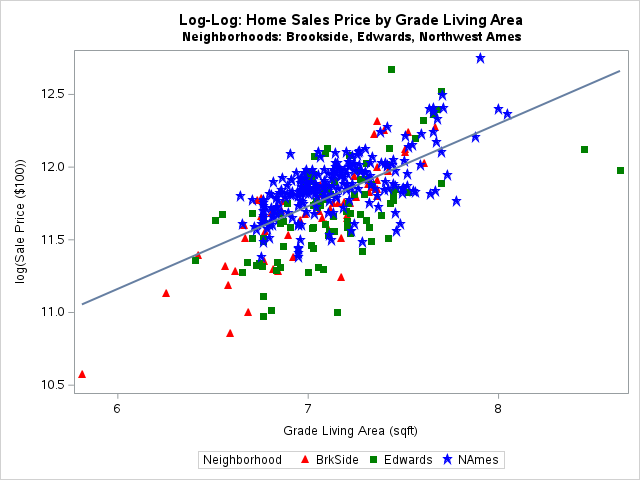 Log-Log: Home Sales Price by Grade Living Area
Neighborhoods: Brookside, Edwards, Northwest Ames
log(Sale Price ($100))
12.5
12.0
11.5
11.0
10.5
6 7 8
Grade Living Area (sqft)
Neighborhood BrkSide Edwards NAmes